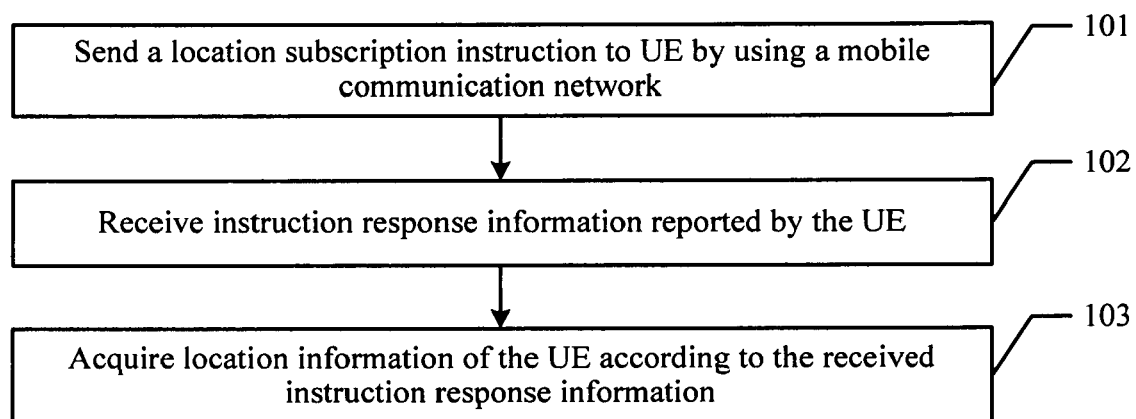 101
Send a location subscription instruction to UE by using a mobile
communication network
102
Receive instruction response information reported by the UE
103
Acquire location information of the UE according to the received
instruction response information